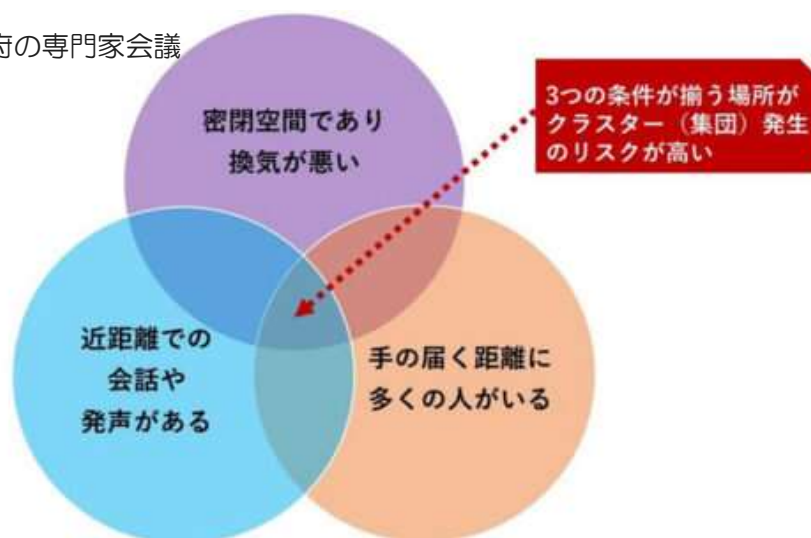 府の専門家会議
密閉空間であり
換気が悪い
3つの条件が揃う場所が
クラスター（集団）発生
のリスクが高い
近距離での
会話や
発声がある
手の届く距離に
多くの人がいる